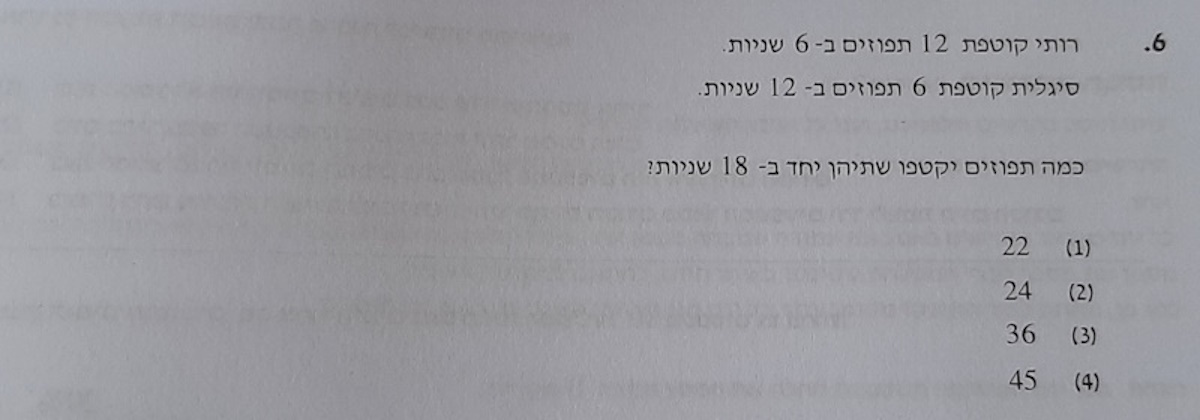 6. רותי קוטפת 12 תפוזים ב- 6 שניות.
סיגלית קוטפת 6 תפוזים ב- 12 שניות.
כמה תפוזים יקטפו שתיהן יחד ב- 18 שניות?
(1) 22
(2) 24
(3) 36
(4) 45